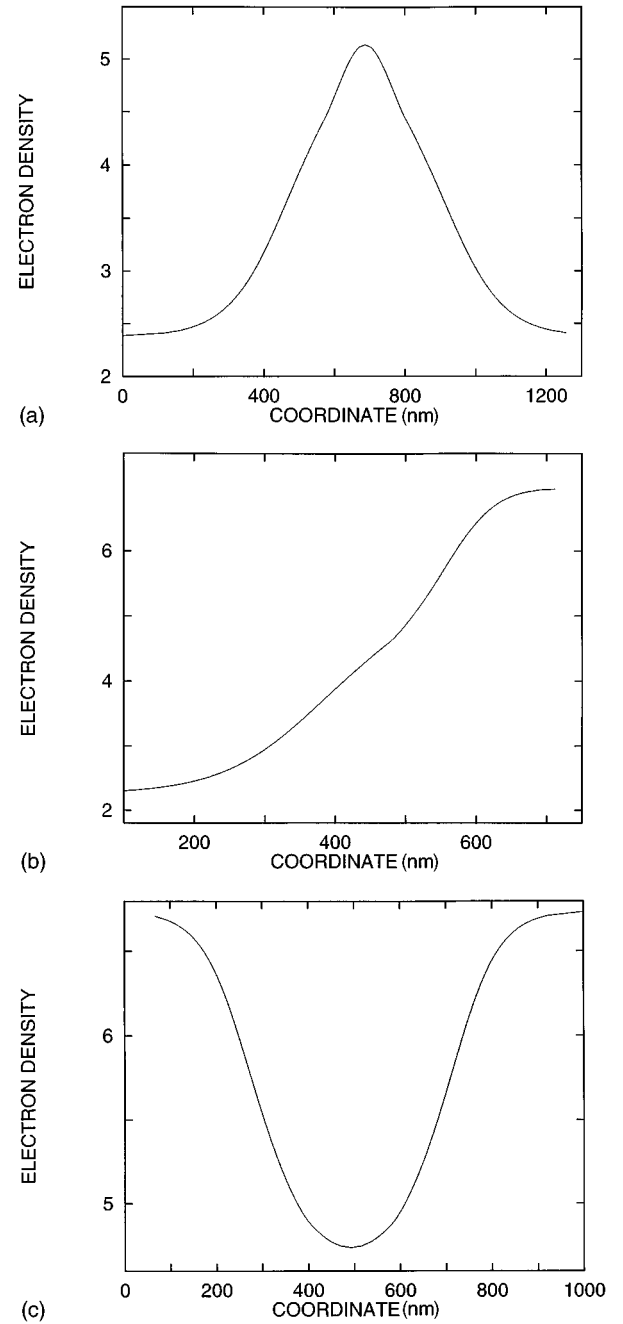 5
4
3
2
ELECTRON DENSITY
0 400 800 1200
COORDINATE (nm)
(a)
6
4
2
ELECTRON DENSITY
200 400 600
COORDINATE (nm)
(b)
6
5
ELECTRON DENSITY
0 200 400 600 800 1000
COORDINATE (nm)
(c)